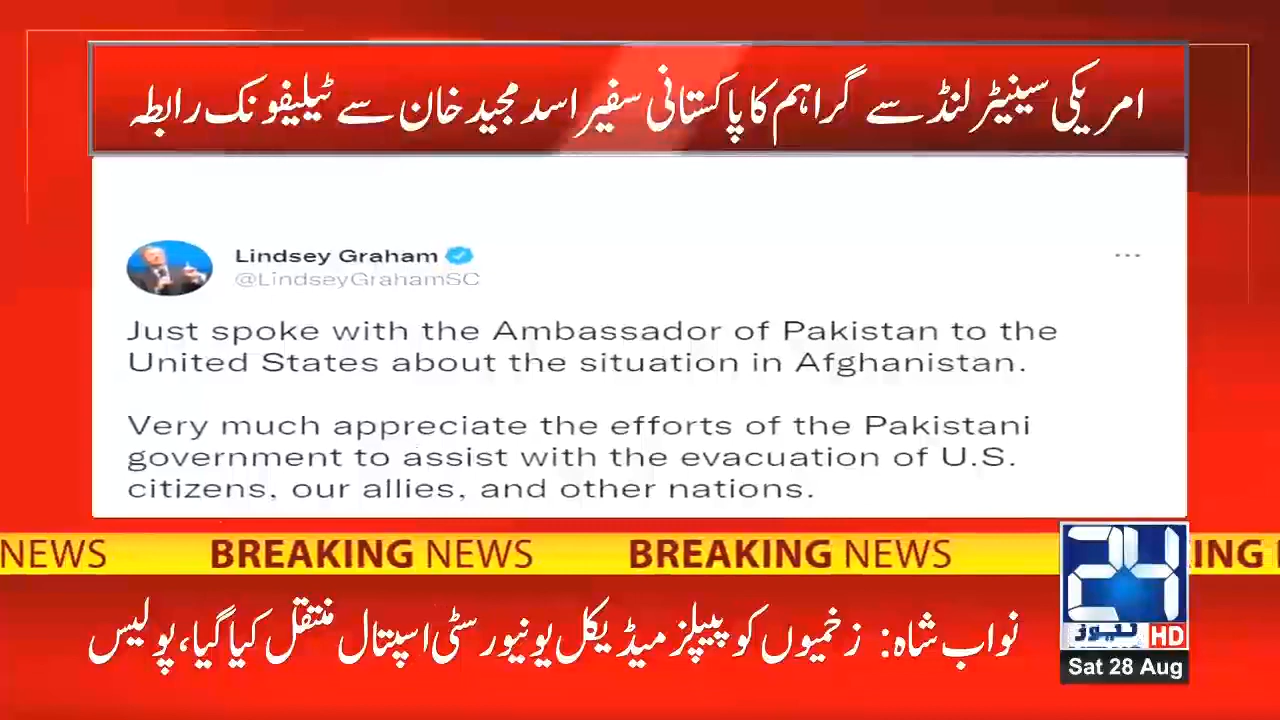 امریکی سینیٹر لنڈسے گراہم کا پاکستانی سفیر اسد مجید خان سے ٹیلیفونک رابطہ
Lindsey Graham
@LindseyGrahamSC
Just spoke with the Ambassador of Pakistan to the
United States about the situation in Afghanistan.
Very much appreciate the efforts of the Pakistani
government to assist with the evacuation of U.S.
citizens, our allies, and other nations.
NEWS BREAKING NEWS BREAKING NEWS ING
24
نیوز HD
Sat 28 Aug
نواب شاہ: زخمیوں کو پیپلز میڈیکل یونیورسٹی اسپتال منتقل کیا گیا، پولیس